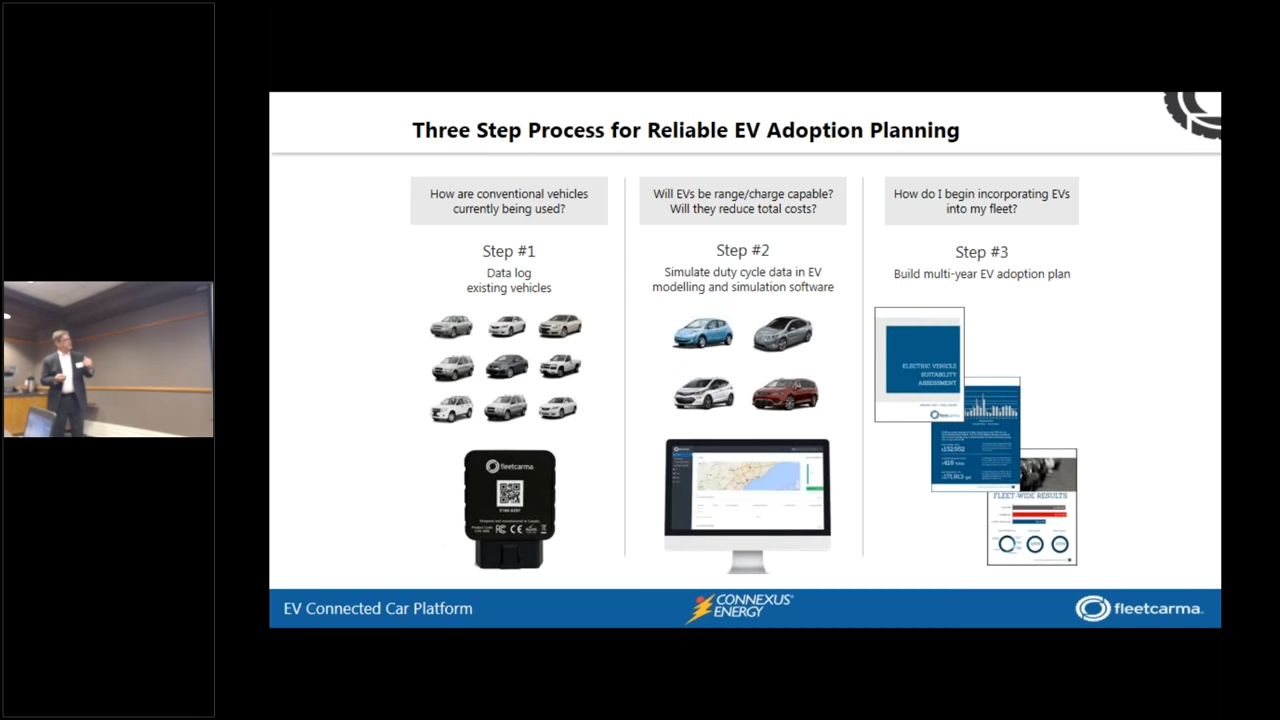 Three Step Process for Reliable EV Adoption Planning
How are conventional vehicles
currently being used?
Step #1
Data log
existing vehicles
fleetcarma
Will EVs be range/charge capable?
Will they reduce total costs?
Step #2
Simulate duty cycle data in EV
modelling and simulation software
How do I begin incorporating EVs
into my fleet?
Step #3
Build multi-year EV adoption plan
ELECTRIC VEHICLE
SUITABILITY
ASSESSMENT
fleetcarma
FLEET-WIDE RESULTS
EV Connected Car Platform
CONNEXUS®
ENERGY
fleetcarma